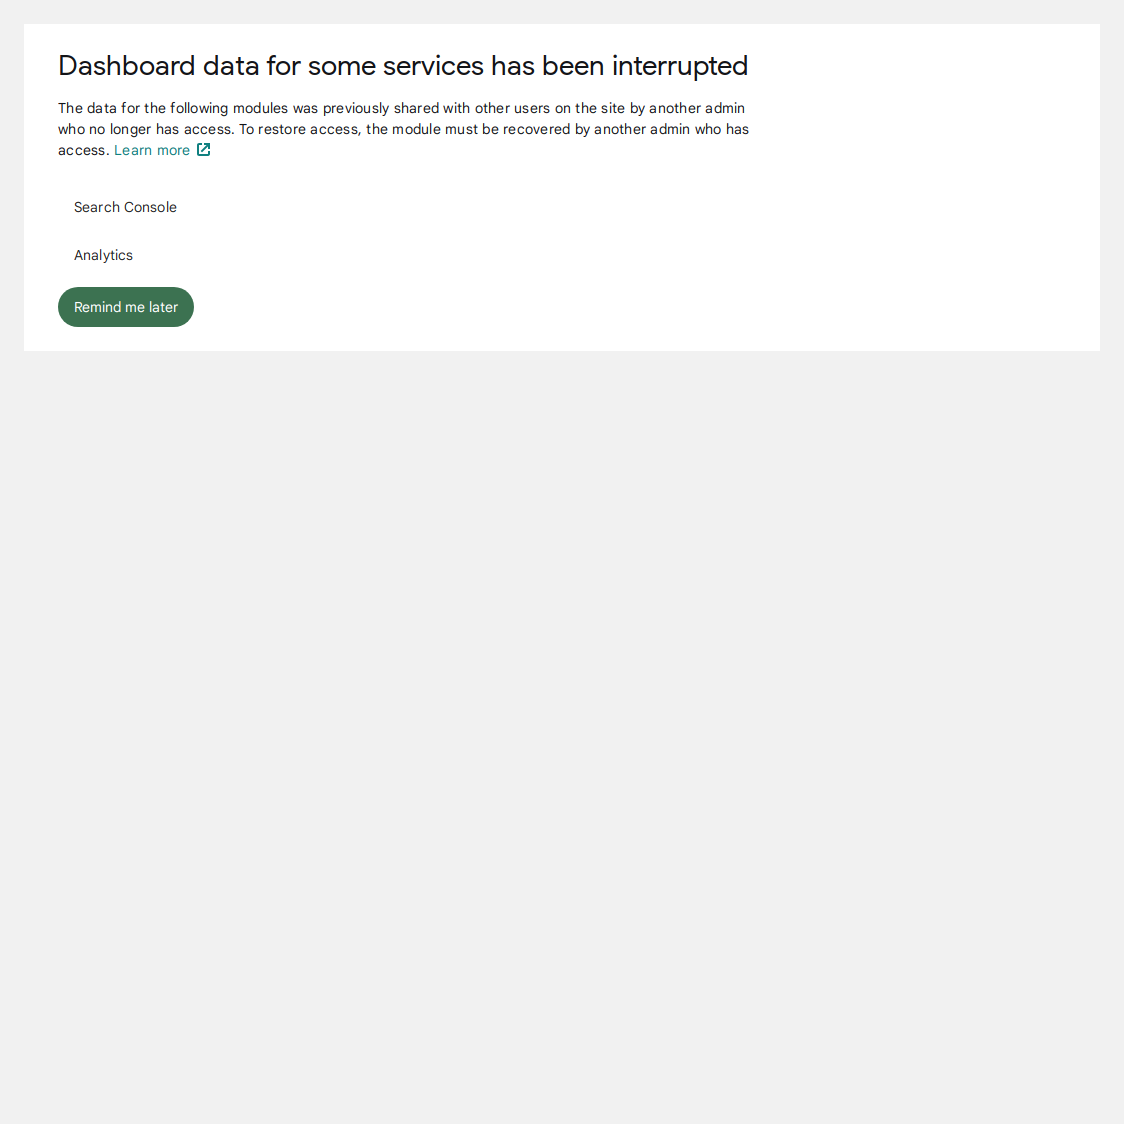 Dashboard data for some services has been interrupted
The data for the following modules was previously shared with other users on the site by another admin
who no longer has access. To restore access, the module must be recovered by another admin who has
access. Learn more
Search Console
Analytics
Remind me later